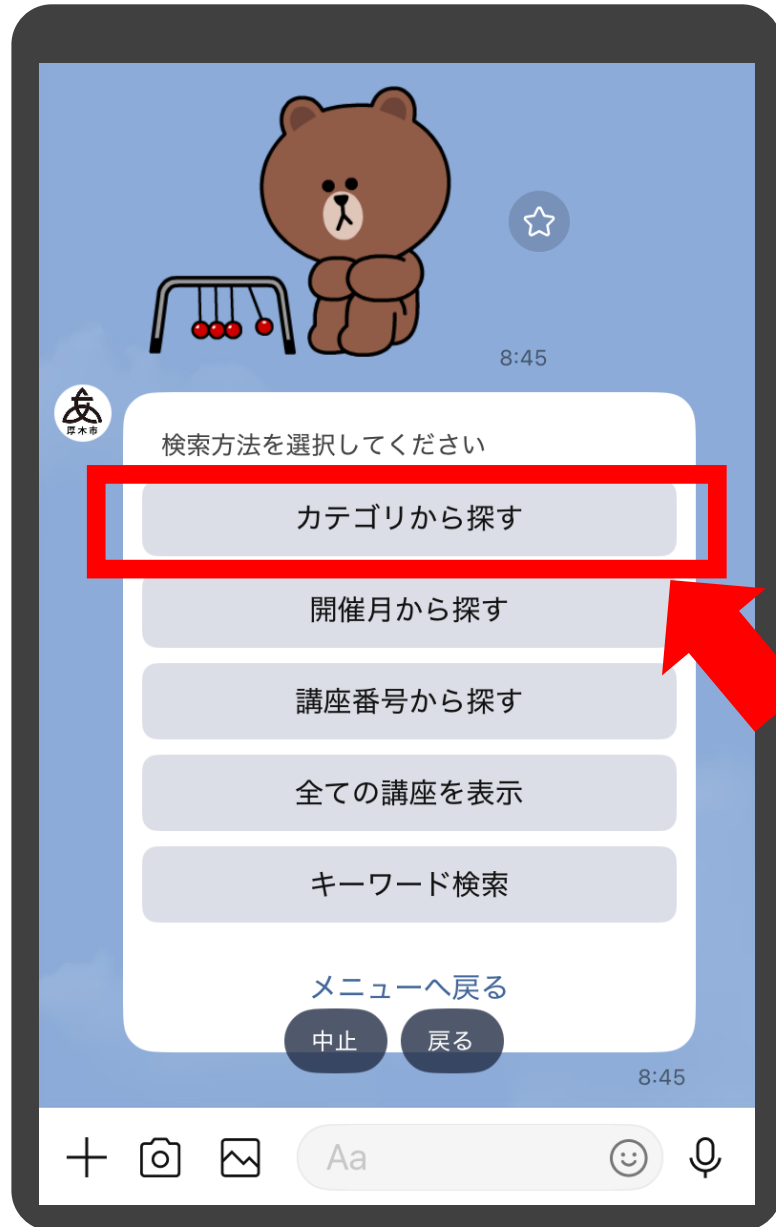 8:45
厚木市
検索方法を選択してください
カテゴリから探す
開催月から探す
講座番号から探す
全ての講座を表示
キーワード検索
メニューへ戻る
中止 戻る
8:45
Aa